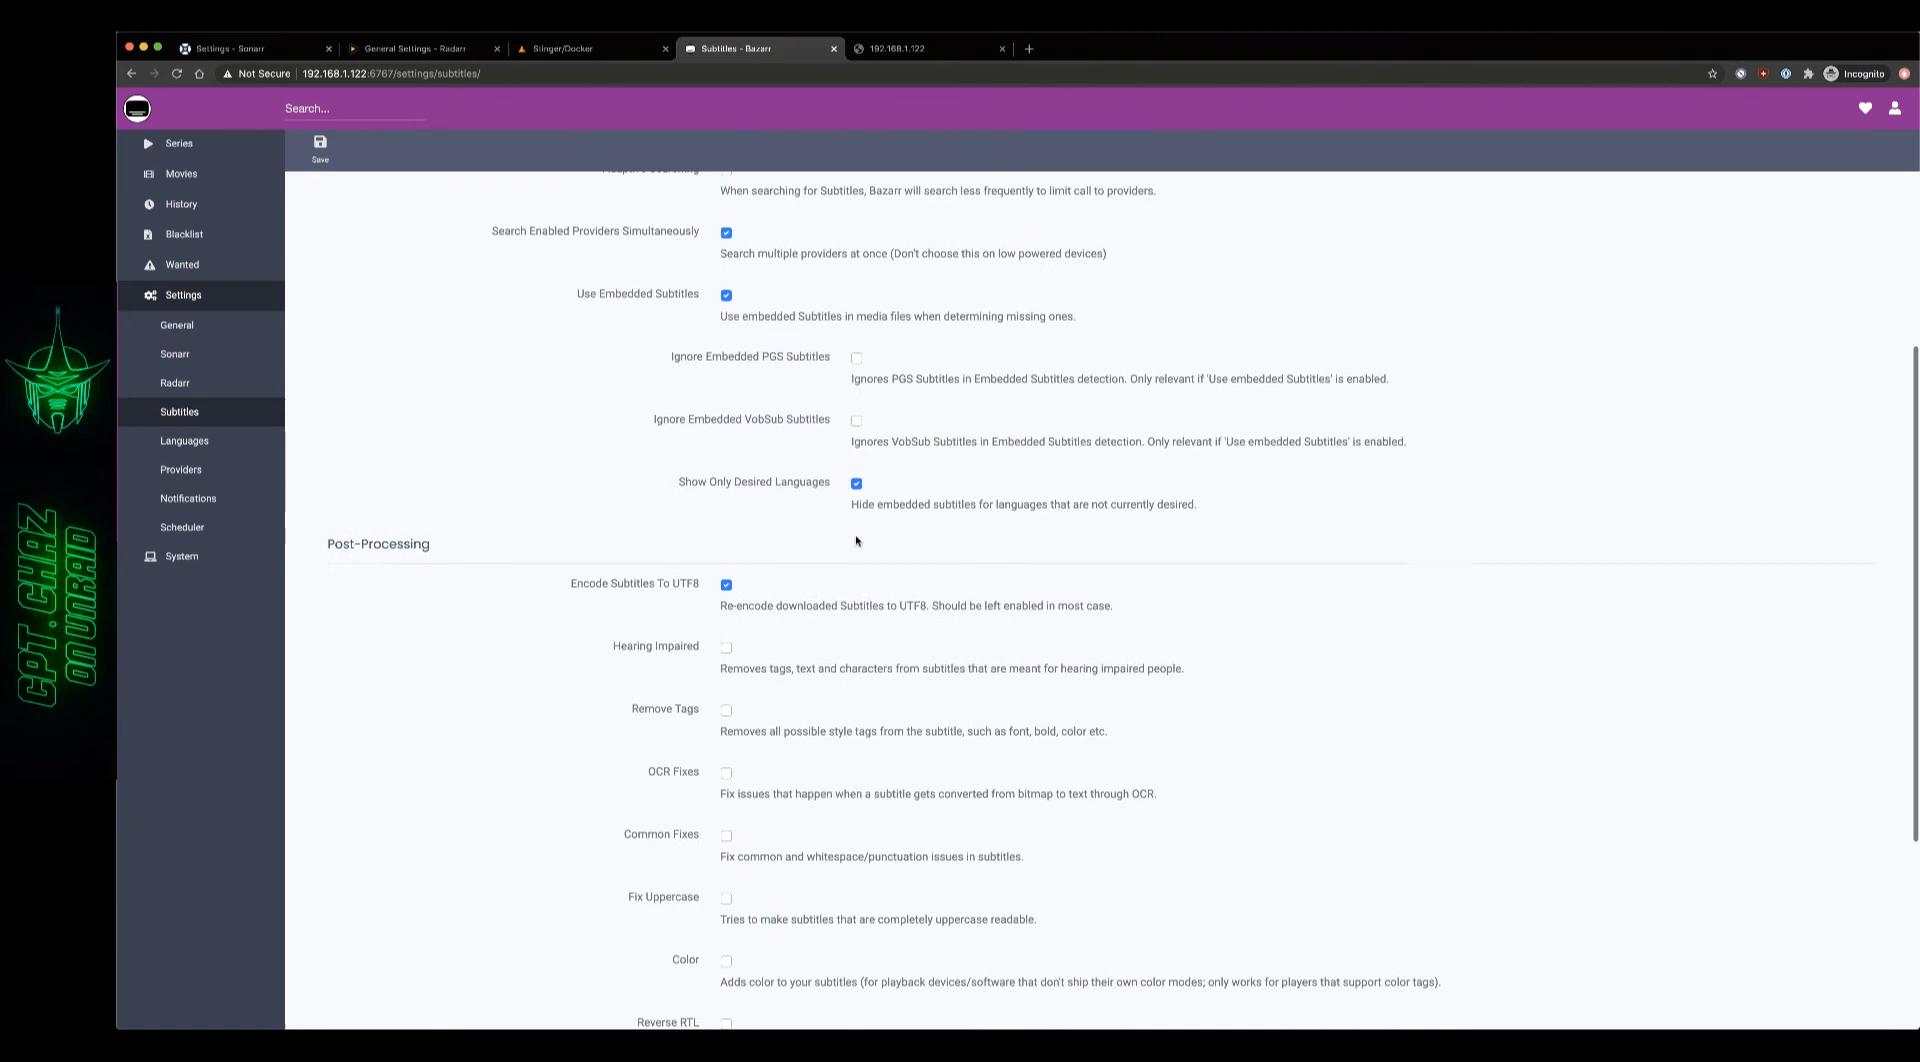 Settings - Sonarr
General Settings - Radarr
Stinger/Docker
Subtitles - Bazarr
192.168.1.122
Not Secure
192.168.1.122:6767/settings/subtitles/
Incognito
Search...
Series
Movies
History
Blacklist
Wanted
Settings
General
Sonarr
Radarr
Subtitles
Languages
Providers
Notifications
Scheduler
System
Save
Adaptive Searching
When searching for Subtitles, Bazarr will search less frequently to limit call to providers.
Search Enabled Providers Simultaneously
Search multiple providers at once (Don't choose this on low powered devices)
Use Embedded Subtitles
Use embedded Subtitles in media files when determining missing ones.
Ignore Embedded PGS Subtitles
Ignores PGS Subtitles in Embedded Subtitles detection. Only relevant if 'Use embedded Subtitles' is enabled.
Ignore Embedded VobSub Subtitles
Ignores VobSub Subtitles in Embedded Subtitles detection. Only relevant if 'Use embedded Subtitles' is enabled.
Show Only Desired Languages
Hide embedded subtitles for languages that are not currently desired.
Post-Processing
Encode Subtitles To UTF8
Re-encode downloaded Subtitles to UTF8. Should be left enabled in most case.
Hearing Impaired
Removes tags, text and characters from subtitles that are meant for hearing impaired people.
Remove Tags
Removes all possible style tags from the subtitle, such as font, bold, color etc.
OCR Fixes
Fix issues that happen when a subtitle gets converted from bitmap to text through OCR.
Common Fixes
Fix common and whitespace/punctuation issues in subtitles.
Fix Uppercase
Tries to make subtitles that are completely uppercase readable.
Color
Adds color to your subtitles (for playback devices/software that don't ship their own color modes; only works for players that support color tags).
Reverse RTL
CPT.CHAZ
ON UNRAID